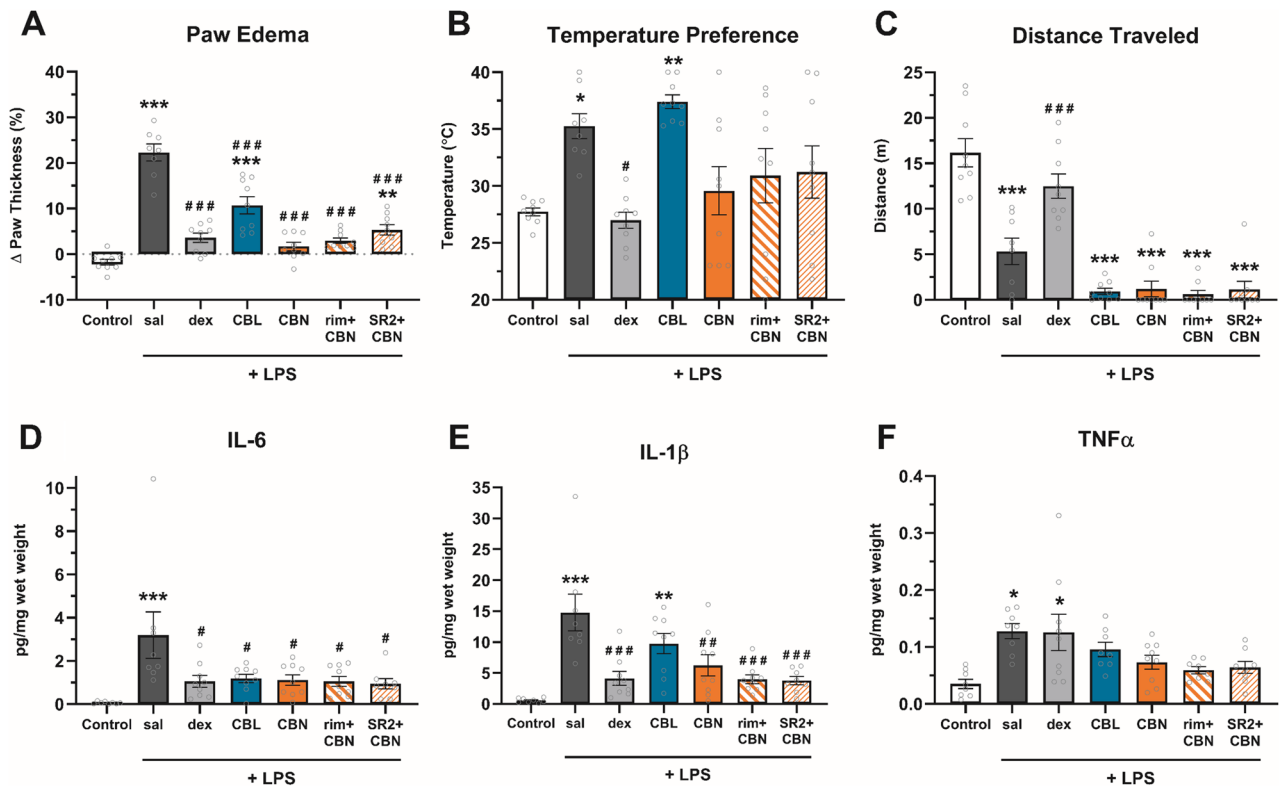 A
Paw Edema
Δ Paw Thickness (%)
40
30
20
10
0
-10
***
###
###
***
###
###
###
**
Control
sal
dex
CBL
CBN
rim+
CBN
SR2+
CBN
+ LPS
B
Temperature Preference
Temperature (°C)
40
35
30
25
20
*
#
**
Control
sal
dex
CBL
CBN
rim+
CBN
SR2+
CBN
+ LPS
C
Distance Traveled
Distance (m)
25
20
15
10
5
0
***
###
***
***
***
***
Control
sal
dex
CBL
CBN
rim+
CBN
SR2+
CBN
+ LPS
D
IL-6
pg/mg wet weight
10
8
6
4
2
0
***
#
#
#
#
#
Control
sal
dex
CBL
CBN
rim+
CBN
SR2+
CBN
+ LPS
E
IL-1β
pg/mg wet weight
35
30
25
20
15
10
5
0
***
###
**
##
###
###
Control
sal
dex
CBL
CBN
rim+
CBN
SR2+
CBN
+ LPS
F
TNFα
pg/mg wet weight
0.4
0.3
0.2
0.1
0.0
*
*
Control
sal
dex
CBL
CBN
rim+
CBN
SR2+
CBN
+ LPS